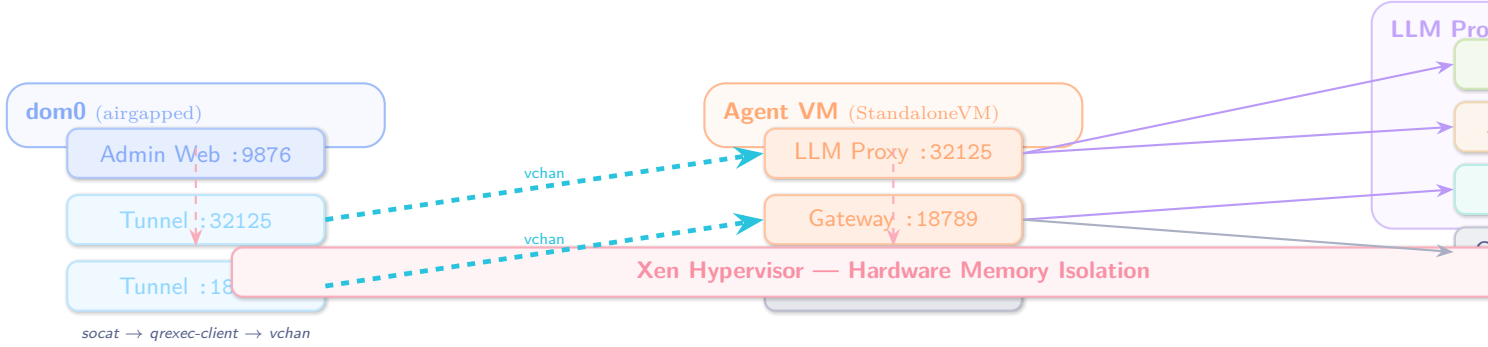 LLM Pro
dom0 (airgapped)
Agent VM (StandaloneVM)
Admin Web :9876
LLM Proxy :32125
vchan
Tunnel :32125
Gateway :18789
vchan
Xen Hypervisor — Hardware Memory Isolation
Tunnel :18
socat → qrexec-client → vchan